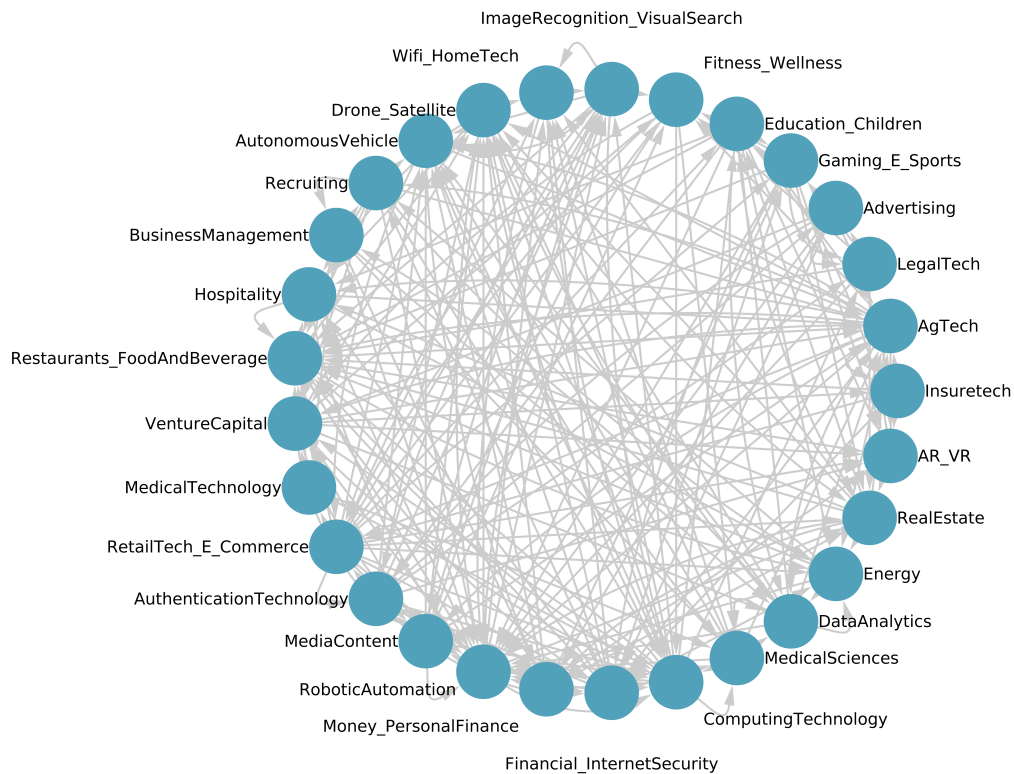 ImageRecognition_VisualSearch
Wifi_HomeTech
Fitness_Wellness
Drone_Satellite
Education_Children
AutonomousVehicle
Gaming_E_Sports
Recruiting
Advertising
BusinessManagement
LegalTech
Hospitality
AgTech
Restaurants_FoodAndBeverage
Insuretech
VentureCapital
AR_VR
MedicalTechnology
RealEstate
RetailTech_E_Commerce
Energy
AuthenticationTechnology
DataAnalytics
MediaContent
MedicalSciences
RoboticAutomation
ComputingTechnology
Money_PersonalFinance
Financial_InternetSecurity